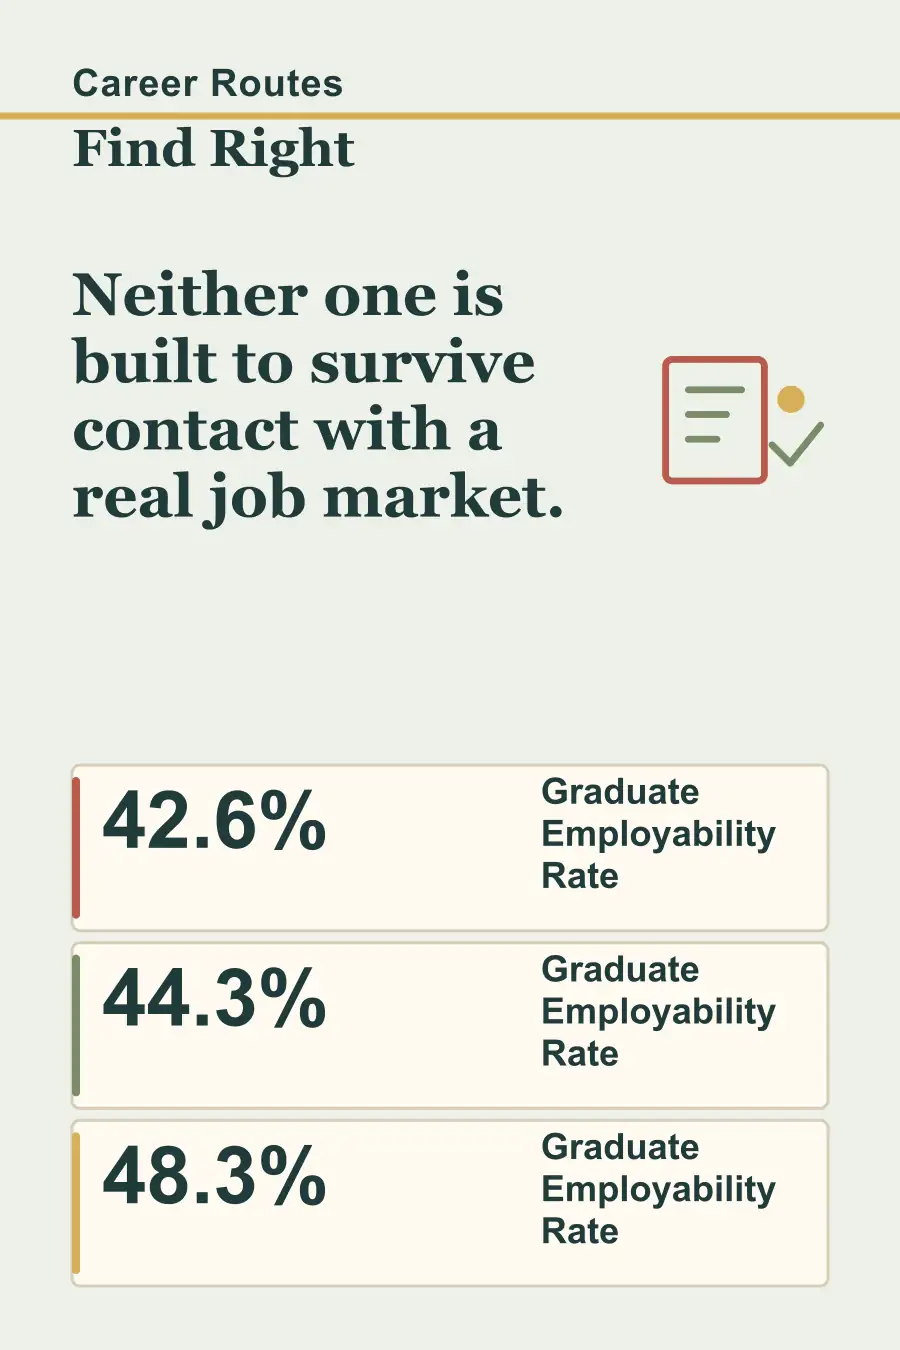 Career Routes
Find Right
Neither one is
built to survive
contact with a
real job market.
42.6%
Graduate
Employability
Rate
44.3%
Graduate
Employability
Rate
48.3%
Graduate
Employability
Rate